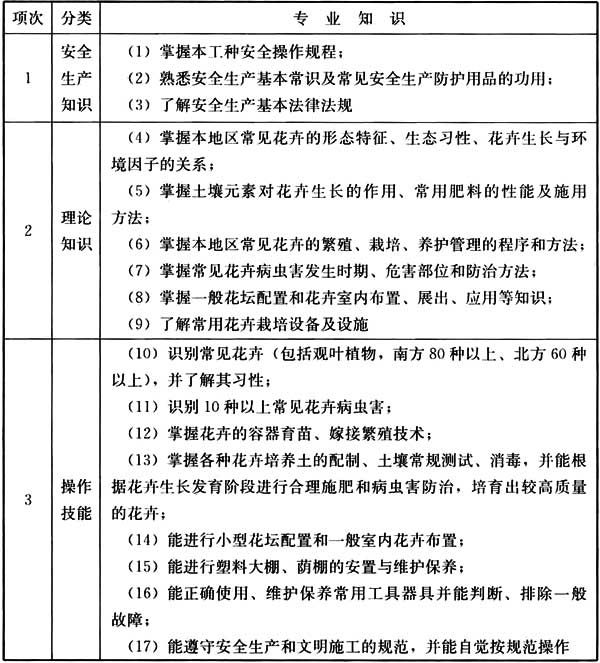 项次 分类 专业知识
1
安全
生产
知识
（1）掌握本工种安全操作规程；
（2）熟悉安全生产基本常识及常见安全生产防护用品的功用；
（3）了解安全生产基本法律法规
2
理论
知识
（4）掌握本地区常见花卉的形态特征、生态习性、花卉生长与环
境因子的关系；
（5）掌握土壤元素对花卉生长的作用、常用肥料的性能及施用
方法；
（6）掌握本地区常见花卉的繁殖、栽培、养护管理的程序和方法；
（7）掌握常见花卉病虫害发生时期、危害部位和防治方法；
（8）掌握一般花坛配置和花卉室内布置、展出、应用等知识；
（9）了解常用花卉栽培设备及设施
3
操作
技能
（10）识别常见花卉（包括观叶植物，南方 80 种以上、北方 60 种
以上），并了解其习性；
（11）识别 10 种以上常见花卉病虫害；
（12）掌握花卉的容器育苗、嫁接繁殖技术；
（13）掌握各种花卉培养土的配制、土壤常规测试、消毒，并能根
据花卉生长发育阶段进行合理施肥和病虫害防治，培育出较高质量
的花卉；
（14）能进行小型花坛配置和一般室内花卉布置；
（15）能进行塑料大棚、荫棚的安置与维护保养；
（16）能正确使用、维护保养常用工具器具并能判断、排除一般
故障；
（17）能遵守安全生产和文明施工的规范，并能自觉按规范操作